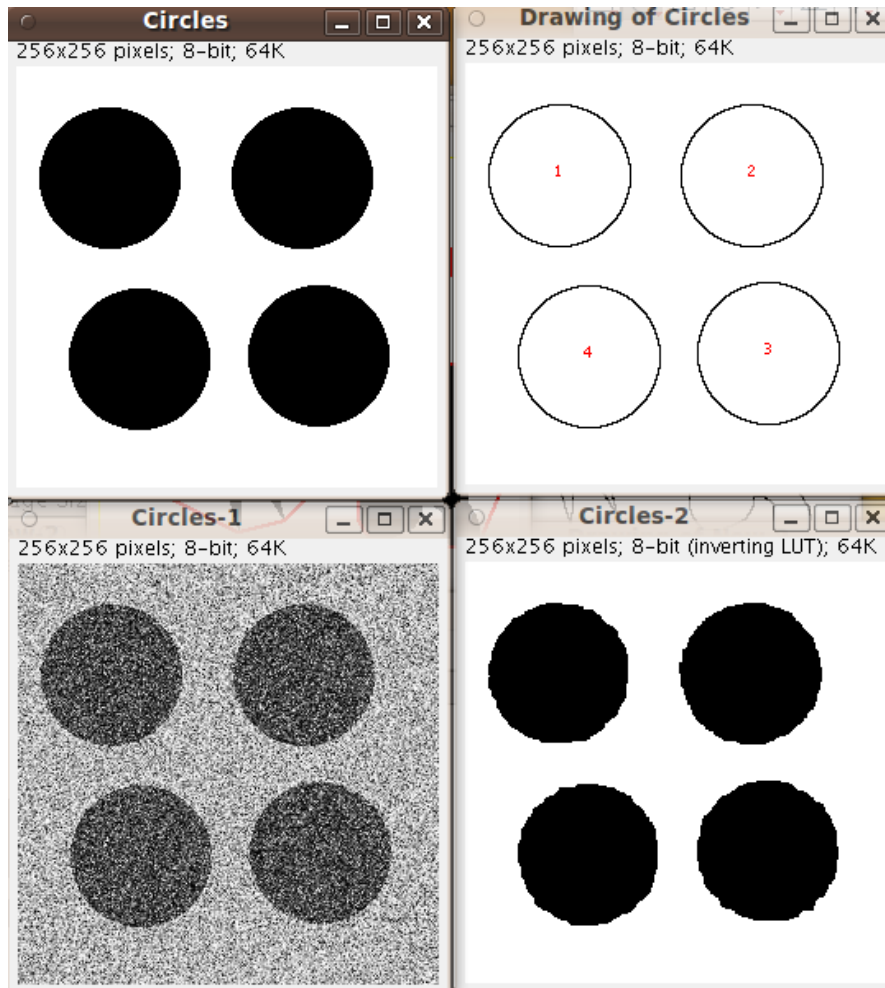 Circles
256x256 pixels; 8-bit; 64K
Drawing of Circles
256x256 pixels; 8-bit; 64K
1
2
4
3
Circles-1
256x256 pixels; 8-bit; 64K
Circles-2
256x256 pixels; 8-bit (inverting LUT); 64K